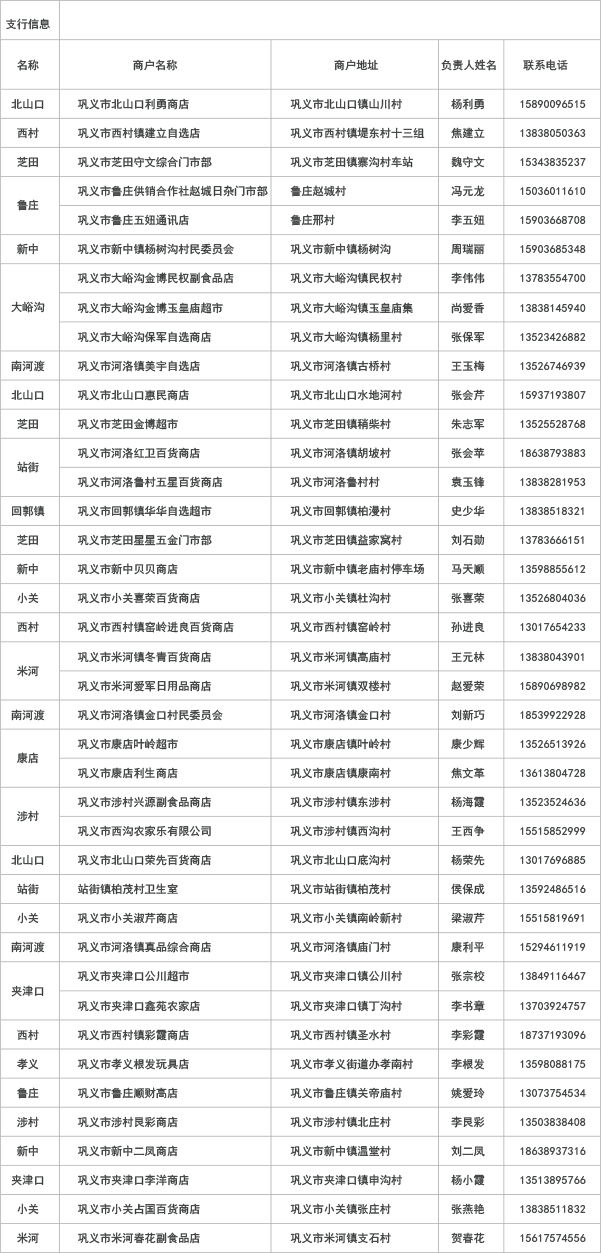 支行信息
名称 商户名称 商户地址 负责人姓名 联系电话
北山口 巩义市北山口利勇商店 巩义市北山口镇山川村 杨利勇 15890096515
西村 巩义市西村镇建立自选店 巩义市西村镇堤东村十三组 焦建立 13838050363
芝田 巩义市芝田守文综合门市部 巩义市芝田镇寨沟村车站 魏守文 15343835237
鲁庄 巩义市鲁庄供销合作社赵城日杂门市部 鲁庄赵城村 冯元龙 15036011610
巩义市鲁庄五妞通讯店 鲁庄邢村 李五妞 15903668708
新中 巩义市新中镇杨树沟村民委员会 巩义市新中镇杨树沟 周瑞丽 15903685348
大峪沟 巩义市大峪沟金博民权副食品店 巩义市大峪沟镇民权村 李伟伟 13783554700
巩义市大峪沟金博玉皇庙超市 巩义市大峪沟镇玉皇庙集 尚爱香 13838145940
巩义市大峪沟保军自选商店 巩义市大峪沟镇杨里村 张保军 13523426882
南河渡 巩义市河洛镇美宇自选店 巩义市河洛镇古桥村 王玉梅 13526746939
北山口 巩义市北山口惠民商店 巩义市北山口水地河村 张会芹 15937193807
芝田 巩义市芝田金博超市 巩义市芝田镇稍柴村 朱志军 13525528768
站街 巩义市河洛红卫百货商店 巩义市河洛镇胡坡村 张会苹 18638793883
巩义市河洛鲁村五星百货商店 巩义市河洛鲁村村 袁玉锋 13838281953
回郭镇 巩义市回郭镇华华自选超市 巩义市回郭镇柏漫村 史少华 13838518321
芝田 巩义市芝田星星五金门市部 巩义市芝田镇益家窝村 刘石勋 13783666151
新中 巩义市新中贝贝商店 巩义市新中镇老庙村停车场 马天顺 13598855612
小关 巩义市小关喜荣百货商店 巩义市小关镇杜沟村 张喜荣 13526804036
西村 巩义市西村镇窑岭进良百货商店 巩义市西村镇窑岭村 孙进良 13017654233
米河 巩义市米河镇冬青百货商店 巩义市米河镇高庙村 王元林 13838043901
巩义市米河爱军日用品商店 巩义市米河镇双楼村 赵爱荣 15890698982
南河渡 巩义市河洛镇金口村民委员会 巩义市河洛镇金口村 刘新巧 18539922928
康店 巩义市康店叶岭超市 巩义市康店镇叶岭村 康少辉 13526513926
巩义市康店利生商店 巩义市康店镇康南村 焦文革 13613804728
涉村 巩义市涉村兴源副食品商店 巩义市涉村镇东涉村 杨海霞 13523524636
巩义市西沟农家乐有限公司 巩义市涉村镇西沟村 王西争 15515852999
北山口 巩义市北山口荣先百货商店 巩义市北山口底沟村 杨荣先 13017696885
站街 站街镇柏茂村卫生室 巩义市站街镇柏茂村 侯保成 13592486516
小关 巩义市小关淑芹商店 巩义市小关镇南岭新村 梁淑芹 15515819691
南河渡 巩义市河洛镇真品综合商店 巩义市河洛镇庙门村 康利平 15294611919
夹津口 巩义市夹津口公川超市 巩义市夹津口镇公川村 张宗校 13849116467
巩义市夹津口鑫苑农家店 巩义市夹津口镇丁沟村 李书章 13703924757
西村 巩义市西村镇彩霞商店 巩义市西村镇圣水村 李彩霞 18737193096
孝义 巩义市孝义根发玩具店 巩义市孝义街道办孝南村 李根发 13598088175
鲁庄 巩义市鲁庄顺财高店 巩义市鲁庄镇关帝庙村 姚爱玲 13073754534
涉村 巩义市涉村艮彩商店 巩义市涉村镇北庄村 李艮彩 13503838408
新中 巩义市新中二凤商店 巩义市新中镇温堂村 刘二凤 18638937316
夹津口 巩义市夹津口李洋商店 巩义市夹津口镇申沟村 杨小霞 13513895766
小关 巩义市小关占国百货商店 巩义市小关镇张庄村 张燕艳 13838511832
米河 巩义市米河春花副食品店 巩义市米河镇支石村 贺春花 15617574556